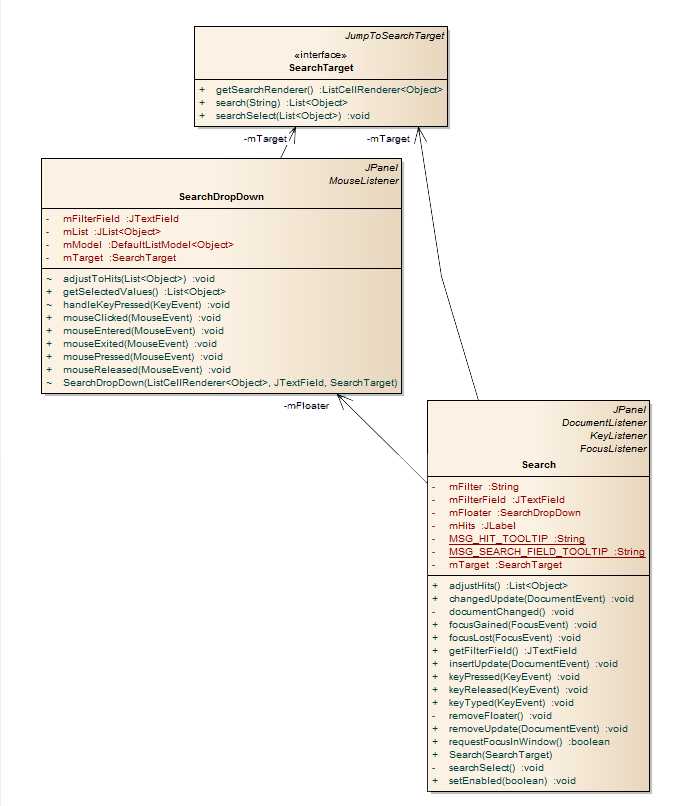 JumpToSearchTarget
«interface»
SearchTarget
+ getSearchRenderer() :ListCellRenderer<Object>
+ search(String) :List<Object>
+ searchSelect(List<Object>) :void
-mTarget
-mTarget
JPanel
MouseListener
SearchDropDown
- mFilterField :JTextField
- mList :JList<Object>
- mModel :DefaultListModel<Object>
- mTarget :SearchTarget
~ adjustToHits(List<Object>) :void
+ getSelectedValues() :List<Object>
~ handleKeyPressed(KeyEvent) :void
+ mouseClicked(MouseEvent) :void
+ mouseEntered(MouseEvent) :void
+ mouseExited(MouseEvent) :void
+ mousePressed(MouseEvent) :void
+ mouseReleased(MouseEvent) :void
~ SearchDropDown(ListCellRenderer<Object>, JTextField, SearchTarget)
-mFloater
JPanel
DocumentListener
KeyListener
FocusListener
Search
- mFilter :String
- mFilterField :JTextField
- mFloater :SearchDropDown
- mHits :JLabel
- MSG_HIT_TOOLTIP :String
- MSG_SEARCH_FIELD_TOOLTIP :String
- mTarget :SearchTarget
+ adjustHits() :List<Object>
+ changedUpdate(DocumentEvent) :void
- documentChanged() :void
+ focusGained(FocusEvent) :void
+ focusLost(FocusEvent) :void
+ getFilterField() :JTextField
+ insertUpdate(DocumentEvent) :void
+ keyPressed(KeyEvent) :void
+ keyReleased(KeyEvent) :void
+ keyTyped(KeyEvent) :void
- removeFloater() :void
+ removeUpdate(DocumentEvent) :void
+ requestFocusInWindow() :boolean
+ Search(SearchTarget)
- searchSelect() :void
+ setEnabled(boolean) :void